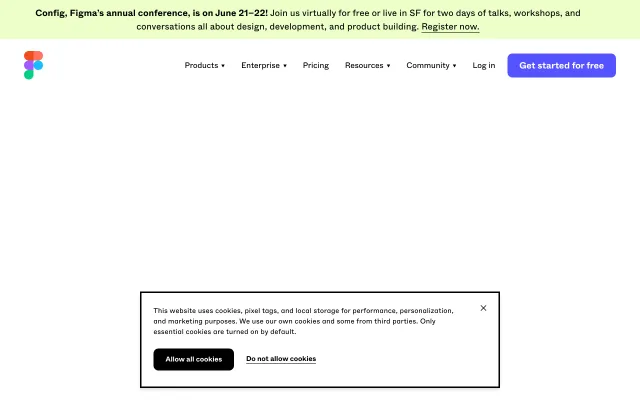 Config, Figma's annual conference, is on June 21–22! Join us virtually for free or live in SF for two days of talks, workshops, and
conversations all about design, development, and product building. Register now.
Products ▾ Enterprise ▾ Pricing Resources ▾ Community ▾ Log in Get started for free
This website uses cookies, pixel tags, and local storage for performance, personalization,
and marketing purposes. We use our own cookies and some from third parties. Only
essential cookies are turned on by default.
Allow all cookies Do not allow cookies